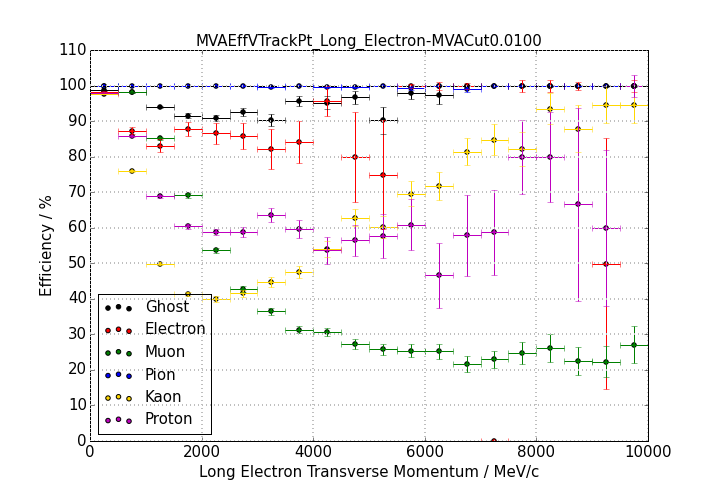 MVAEffVTrackPt_Long_Electron-MVACut0.0100
110
100
90
80
70
60
50
40
30
20
10
0
Efficiency / %
Ghost
Electron
Muon
Pion
Kaon
Proton
0 2000 4000 6000 8000 10000
Long Electron Transverse Momentum / MeV/c